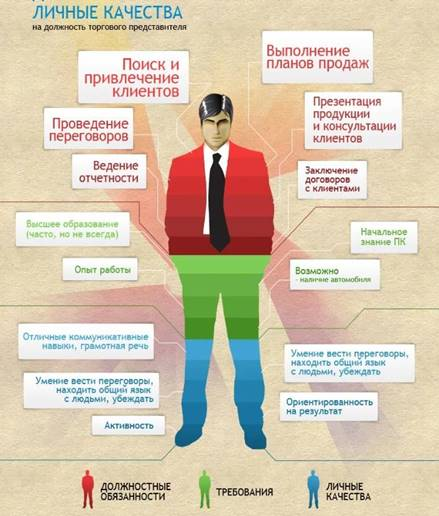 ЛИЧНЫЕ КАЧЕСТВА
на должность торгового представителя
Поиск и
привлечение
клиентов
Выполнение
планов продаж
Проведение
переговоров
Презентация
продукции
и консультации
клиентов
Ведение
отчетности
Заключение
договоров
с клиентами
Высшее образование
(часто, но не всегда)
Начальное
знание ПК
Опыт работы
Возможно
- наличие автомобиля
Отличные коммуникативные
навыки, грамотная речь
Умение вести переговоры,
находить общий язык
с людьми, убеждать
Умение вести переговоры,
находить общий язык
с людьми, убеждать
Ориентированность
на результат
Активность
ДОЛЖНОСТНЫЕ
ОБЯЗАННОСТИ
ТРЕБОВАНИЯ
ЛИЧНЫЕ
КАЧЕСТВА